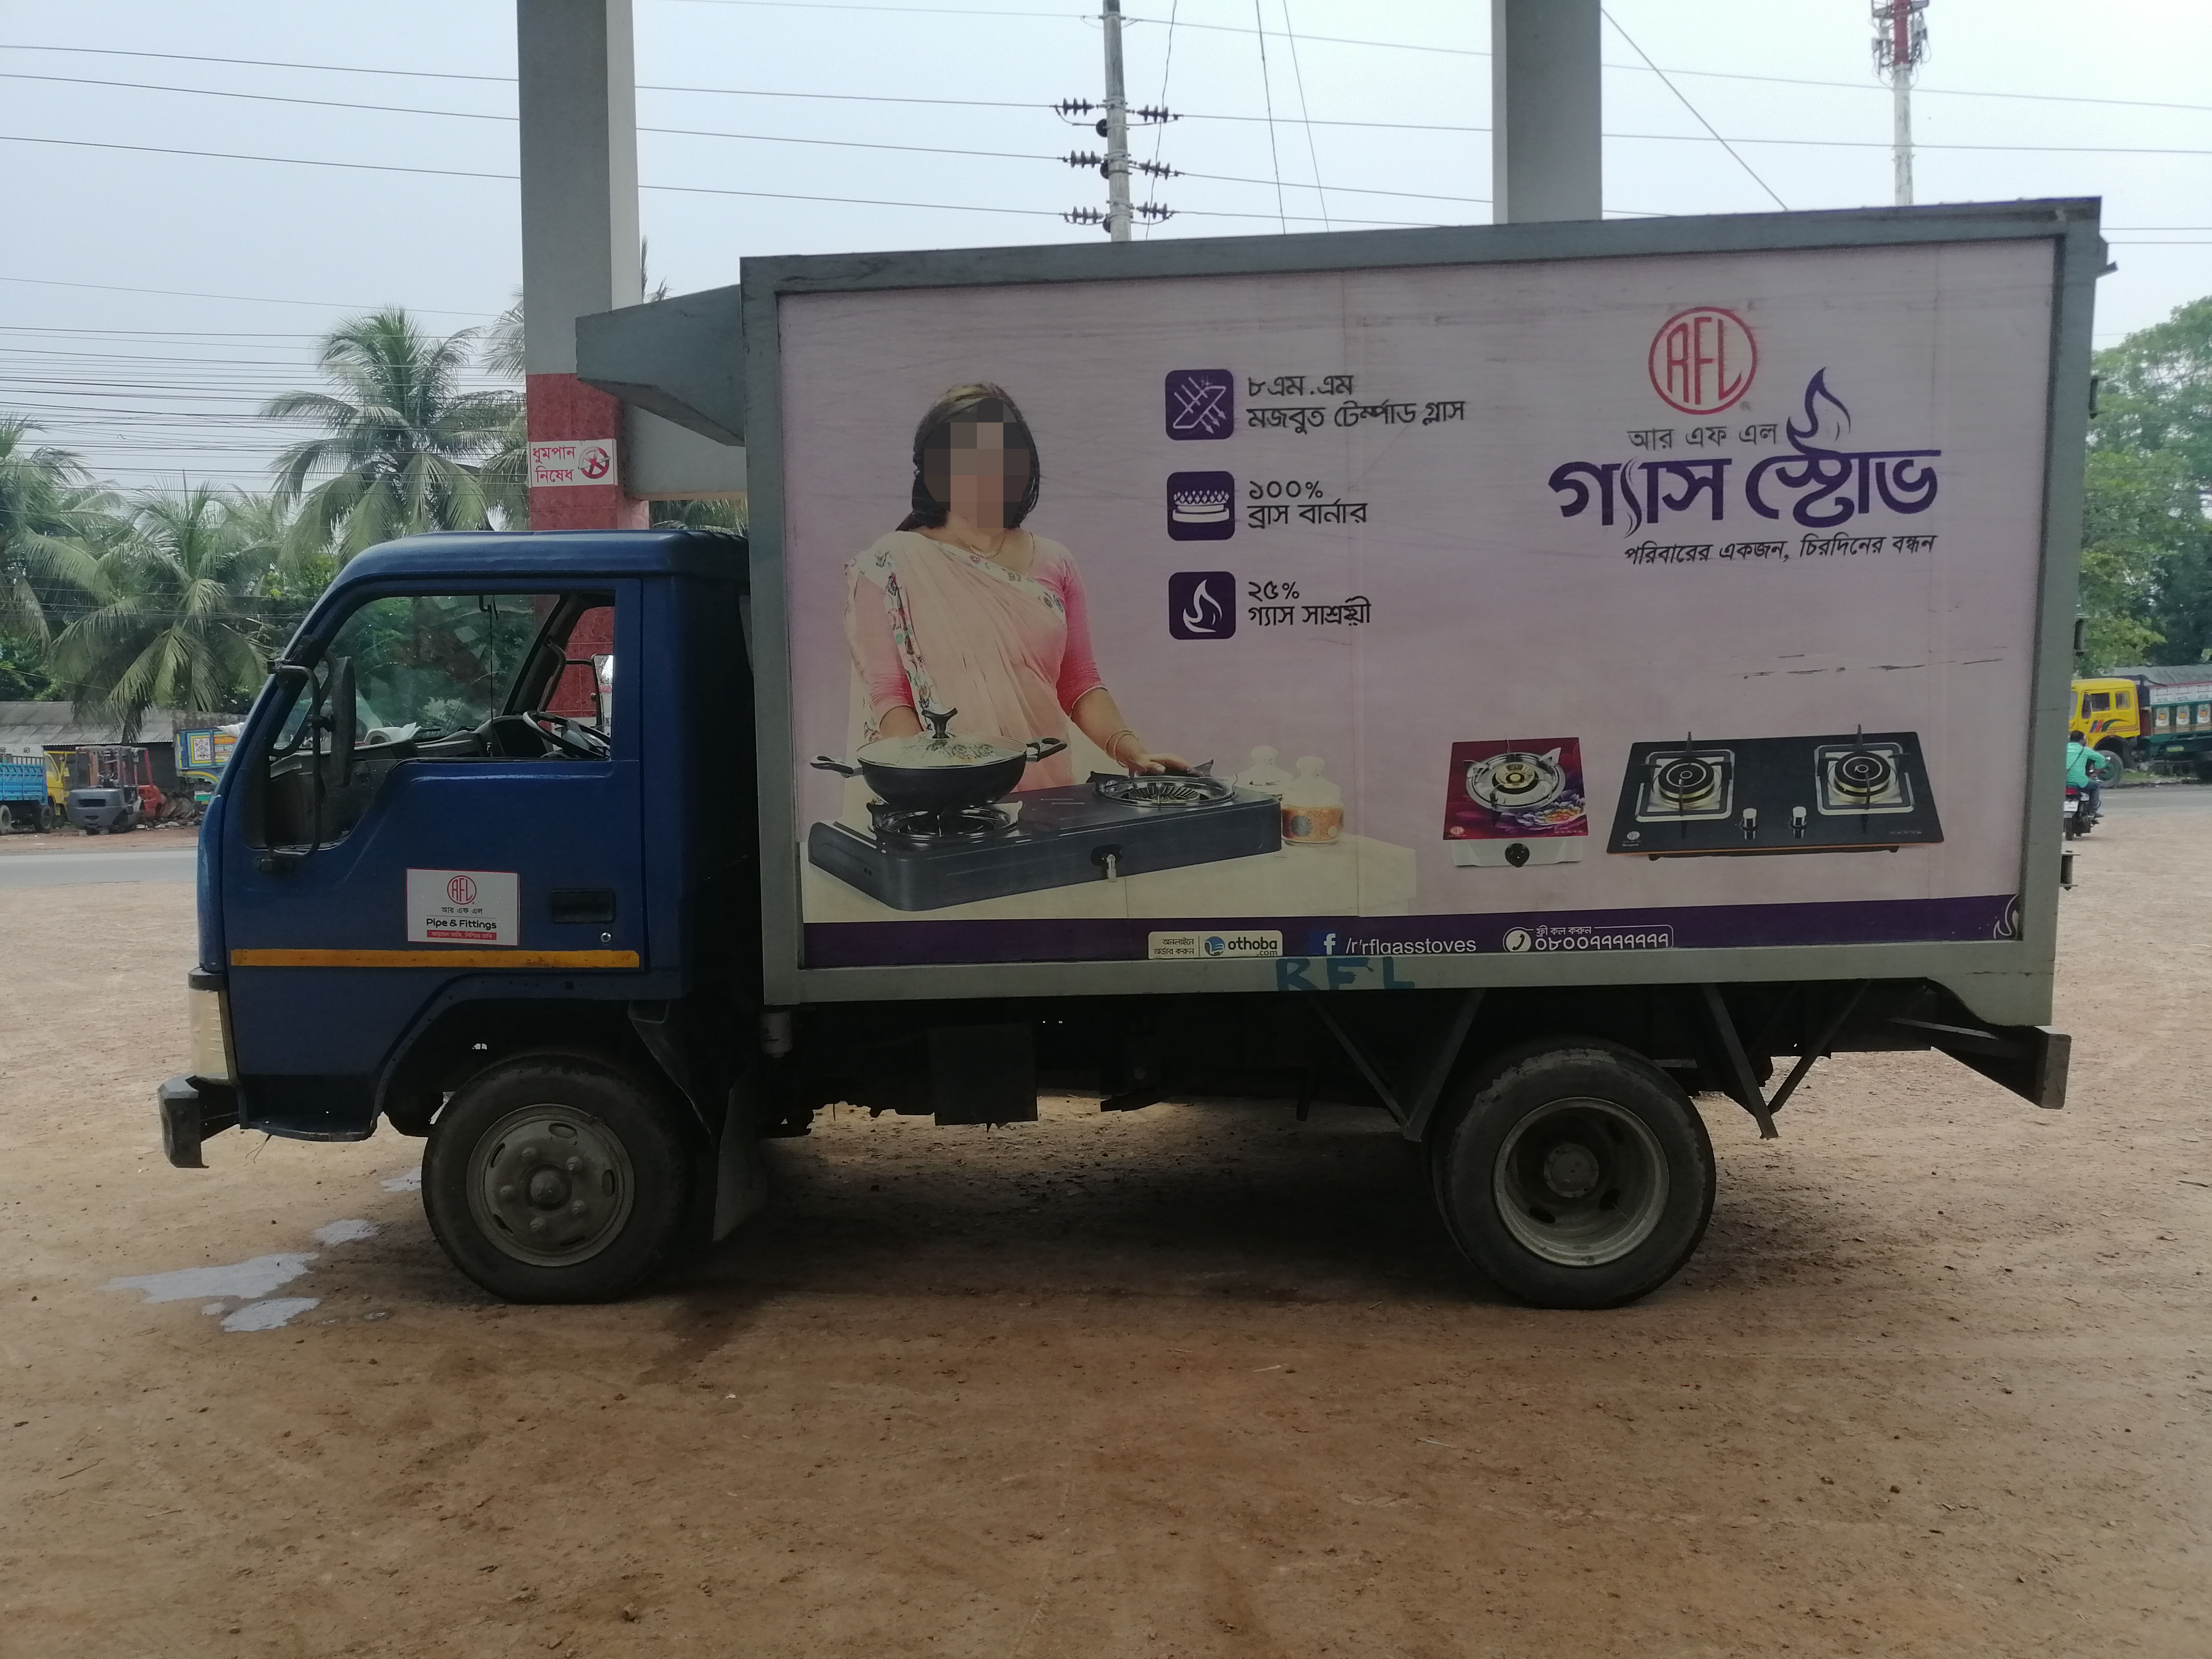 ধুমপান
নিষেধ
৮এম.এম
মজবুত টেম্পার্ড গ্লাস
১০০%
ব্রাস বার্নার
২৫%
গ্যাস সাশ্রয়ী
RFL
আর এফ এল
গ্যাস স্টোভ
পরিবারের একজন, চিরদিনের বন্ধন
RFL
আর এফ এল
Pipe & Fittings
অনলাইনে
অর্ডার করুন
othoba
.com
f /r/rflgasstoves
ফ্রী কল করুন
০৮০০৭৭৭৭৭৭৭
RFL